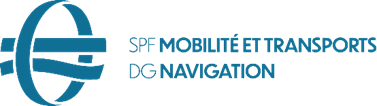 SPF MOBILITÉ ET TRANSPORTS
DG NAVIGATION